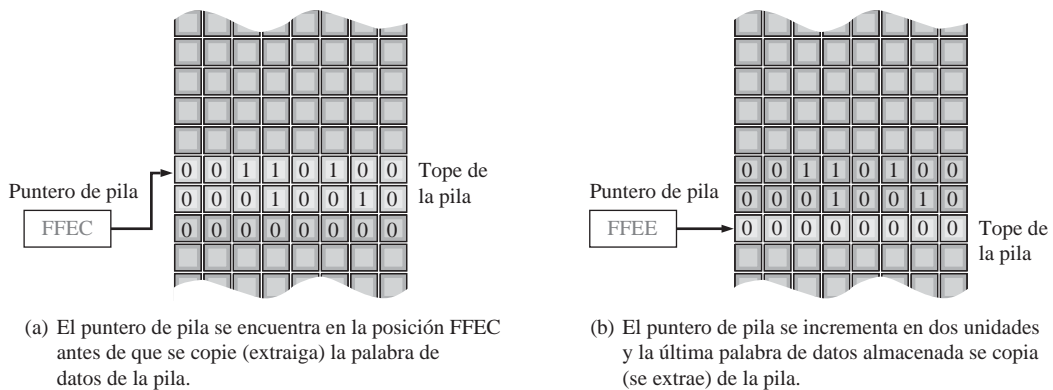 0 0 1 1 0 1 0 0
Tope de
la pila
Puntero de pila
0 0 0 1 0 0 1 0
FFEC
0 0 0 0 0 0 0 0
(a) El puntero de pila se encuentra en la posición FFEC
antes de que se copie (extraiga) la palabra de
datos de la pila.
0 0 1 1 0 1 0 0
Puntero de pila
0 0 0 1 0 0 1 0
FFEE
0 0 0 0 0 0 0 0
Tope de
la pila
(b) El puntero de pila se incrementa en dos unidades
y la última palabra de datos almacenada se copia
(se extrae) de la pila.